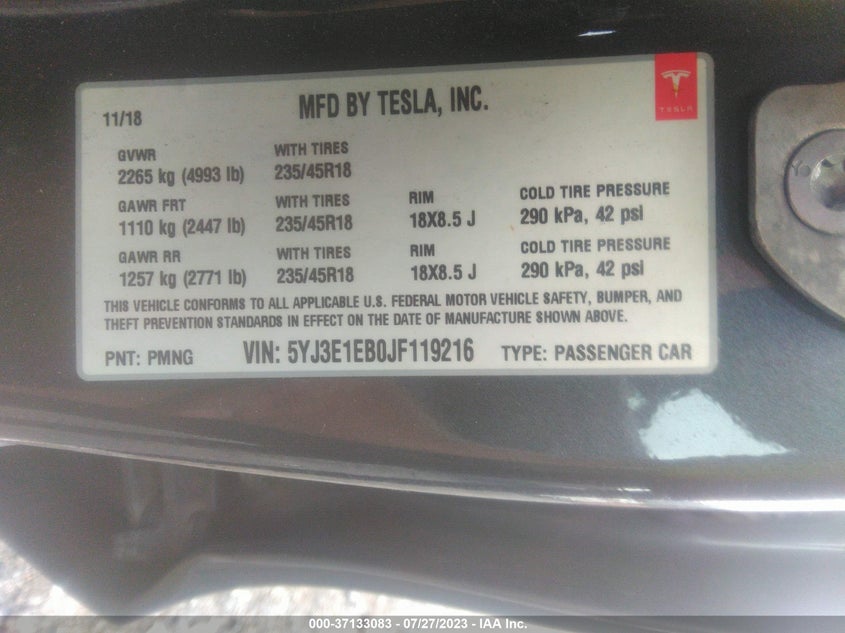 11/18 MFD BY TESLA, INC.
TESLA
GVWR WITH TIRES
2265 kg (4993 lb) 235/45R18
GAWR FRT WITH TIRES RIM COLD TIRE PRESSURE
1110 kg (2447 lb) 235/45R18 18X8.5 J 290 kPa, 42 psi
GAWR RR WITH TIRES RIM COLD TIRE PRESSURE
1257 kg (2771 lb) 235/45R18 18X8.5 J 290 kPa, 42 psi
THIS VEHICLE CONFORMS TO ALL APPLICABLE U.S. FEDERAL MOTOR VEHICLE SAFETY, BUMPER, AND
THEFT PREVENTION STANDARDS IN EFFECT ON THE DATE OF MANUFACTURE SHOWN ABOVE.
PNT: PMNG VIN: 5YJ3E1EB0JF119216 TYPE: PASSENGER CAR
000-37133083 / 07/27/2023 - IAA Inc.